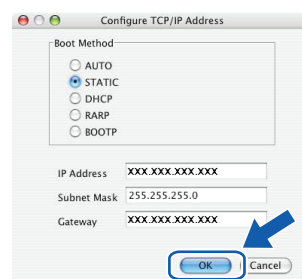 Configure TCP/IP Address
Boot Method
AUTO
STATIC
DHCP
RARP
BOOTP
IP Address XXX.XXX.XXX.XXX
Subnet Mask 255.255.255.0
Gateway XXX.XXX.XXX.XXX
OK Cancel